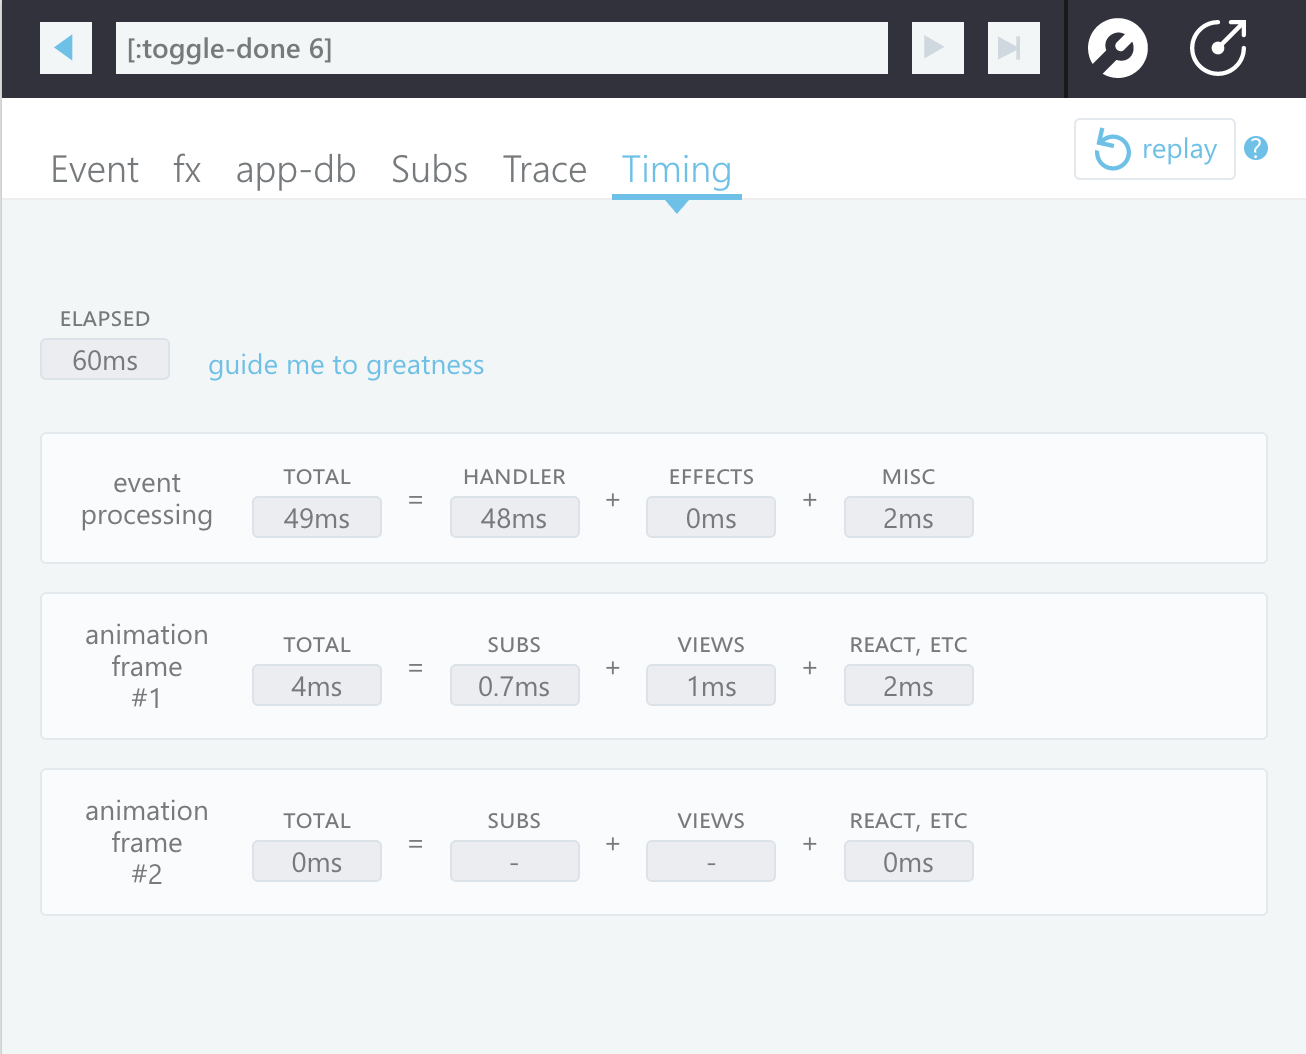 [:toggle-done 6]
Event fx app-db Subs Trace Timing
replay ?
ELAPSED
60ms
guide me to greatness
event
processing
TOTAL HANDLER EFFECTS MISC
49ms = 48ms + 0ms + 2ms
animation
frame
#1
TOTAL SUBS VIEWS REACT, ETC
4ms = 0.7ms + 1ms + 2ms
animation
frame
#2
TOTAL SUBS VIEWS REACT, ETC
0ms = - + - + 0ms